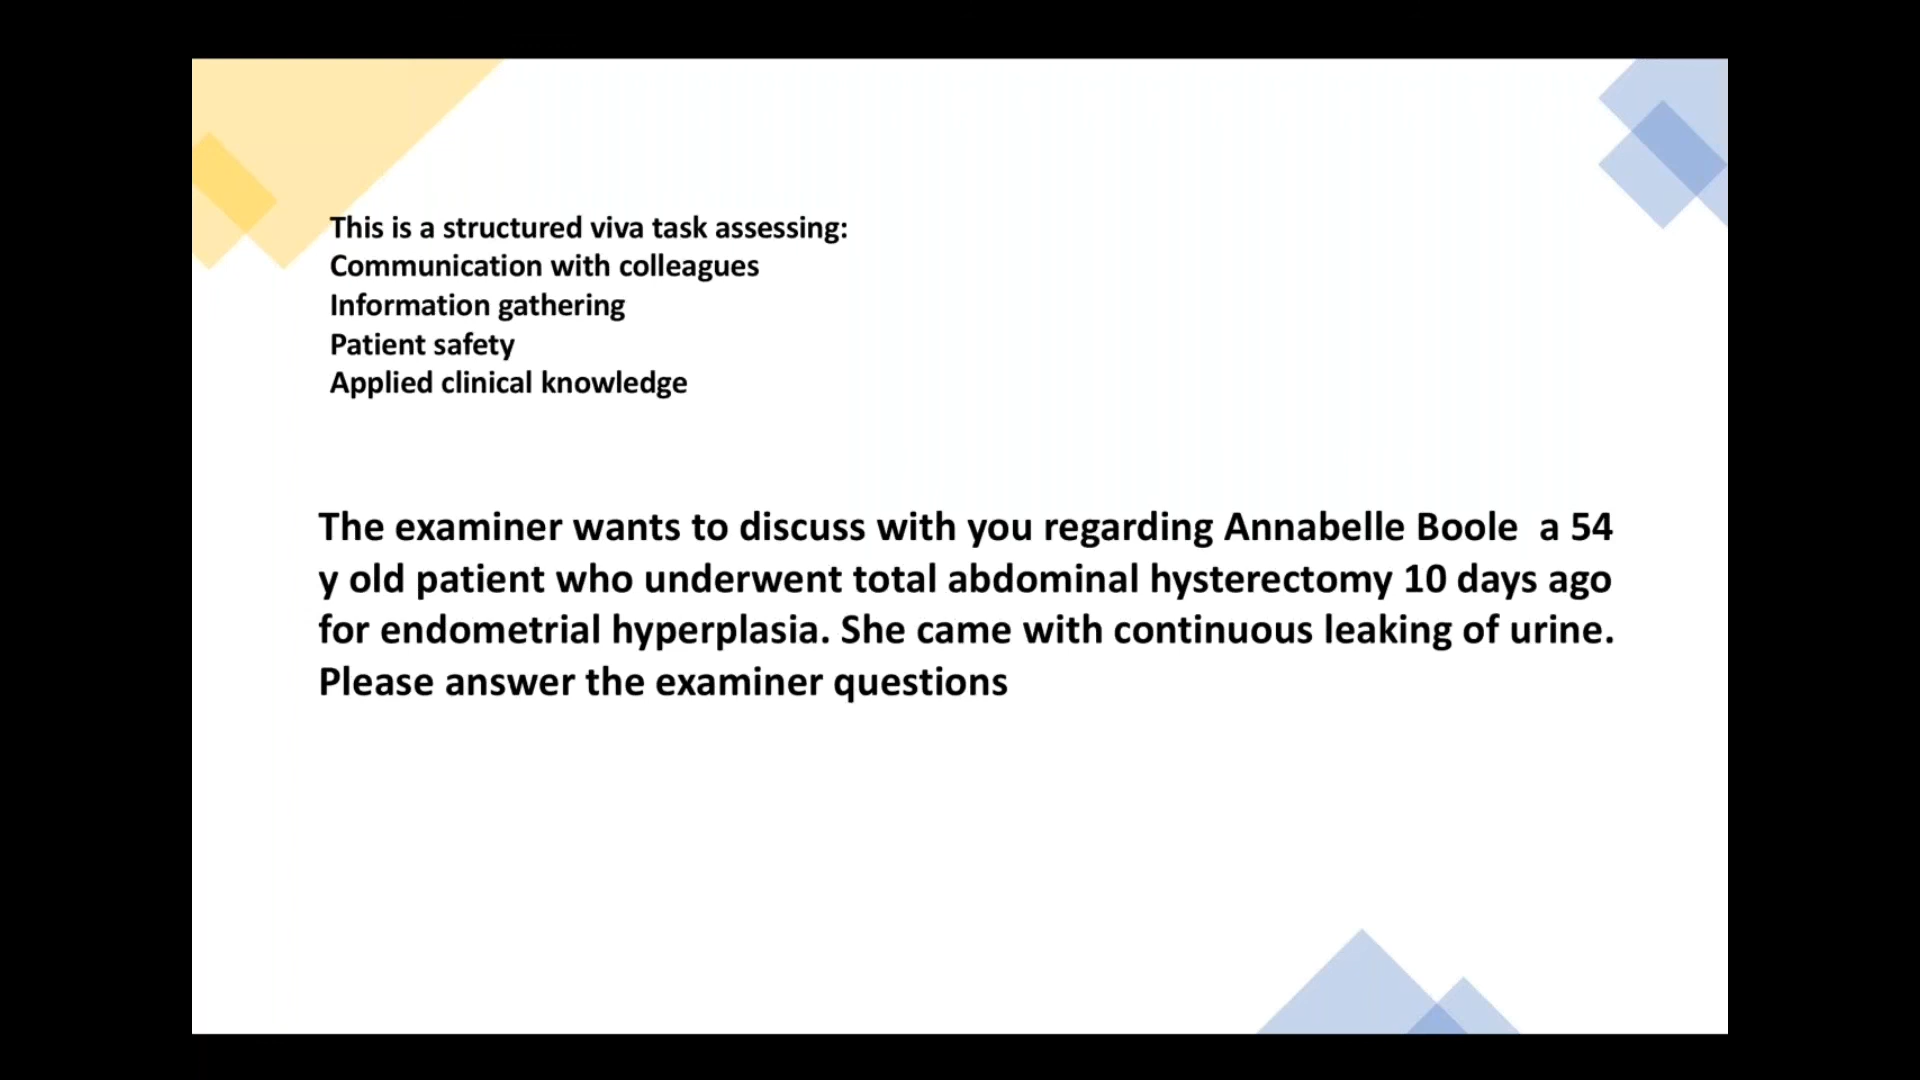 This is a structured viva task assessing:
Communication with colleagues
Information gathering
Patient safety
Applied clinical knowledge
The examiner wants to discuss with you regarding Annabelle Boole  a 54
y old patient who underwent total abdominal hysterectomy 10 days ago
for endometrial hyperplasia. She came with continuous leaking of urine.
Please answer the examiner questions